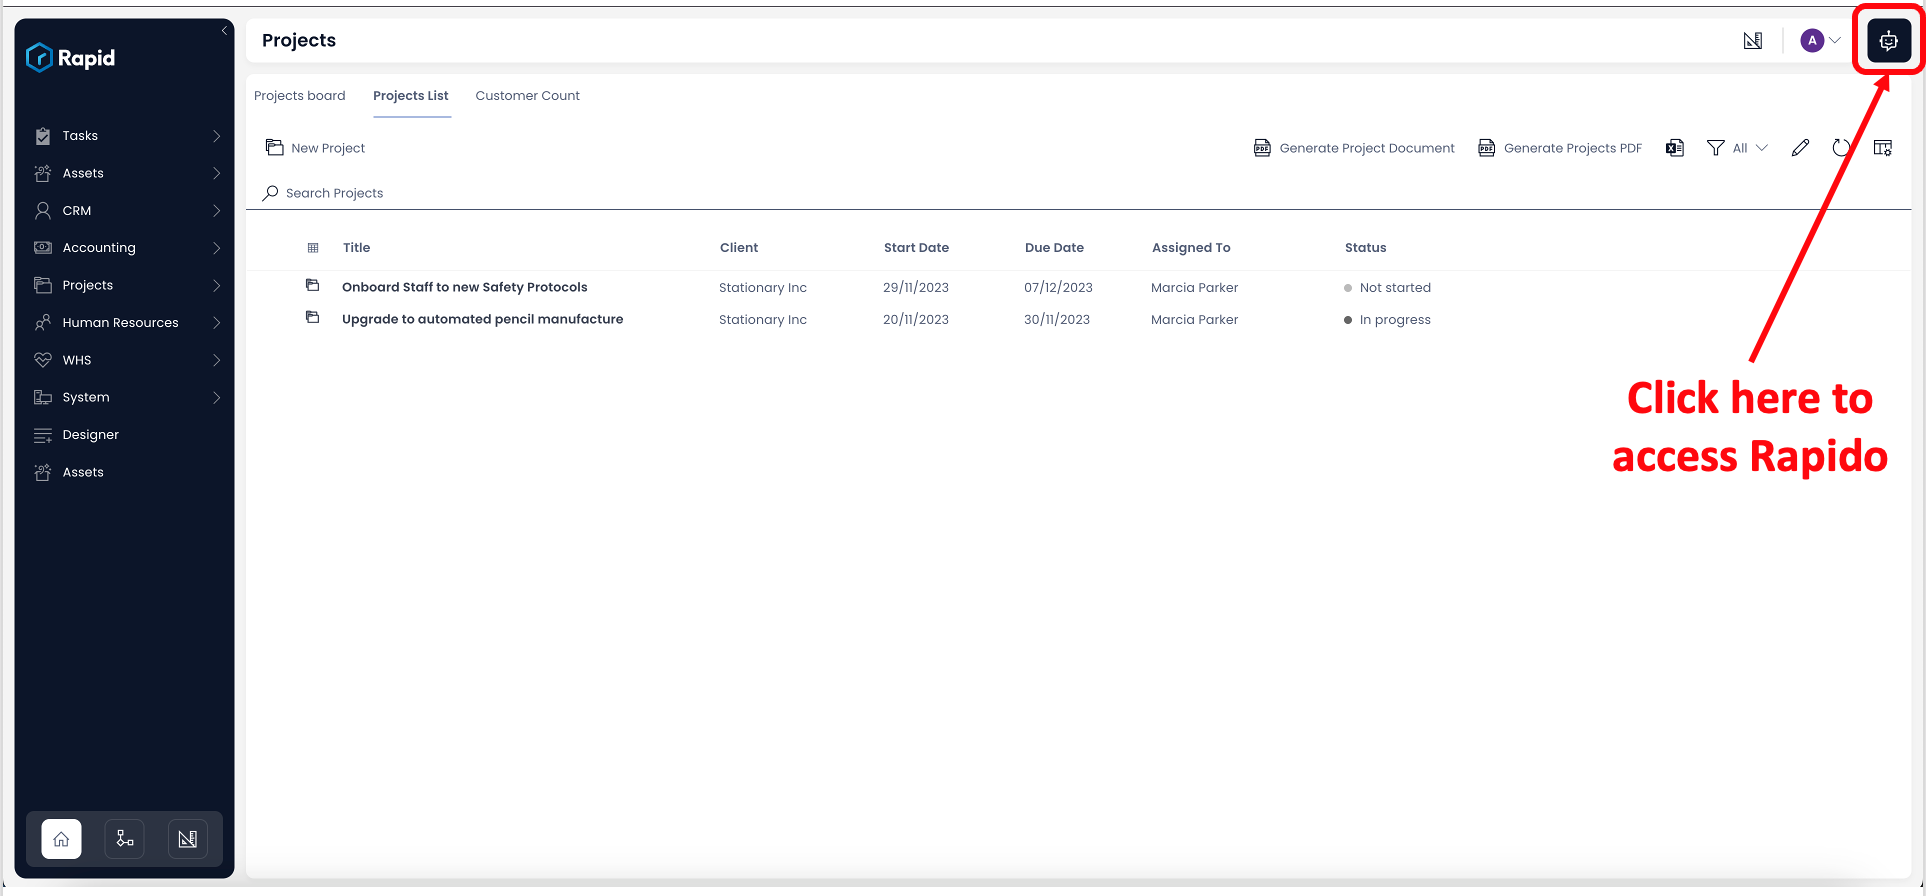 Rapid
Tasks
Assets
CRM
Accounting
Projects
Human Resources
WHS
System
Designer
Assets
Projects
A
Projects board Projects List Customer Count
New Project Generate Project Document Generate Projects PDF All
Search Projects
Title Client Start Date Due Date Assigned To Status
Onboard Staff to new Safety Protocols Stationary Inc 29/11/2023 07/12/2023 Marcia Parker Not started
Upgrade to automated pencil manufacture Stationary Inc 20/11/2023 30/11/2023 Marcia Parker In progress
Click here to
access Rapido